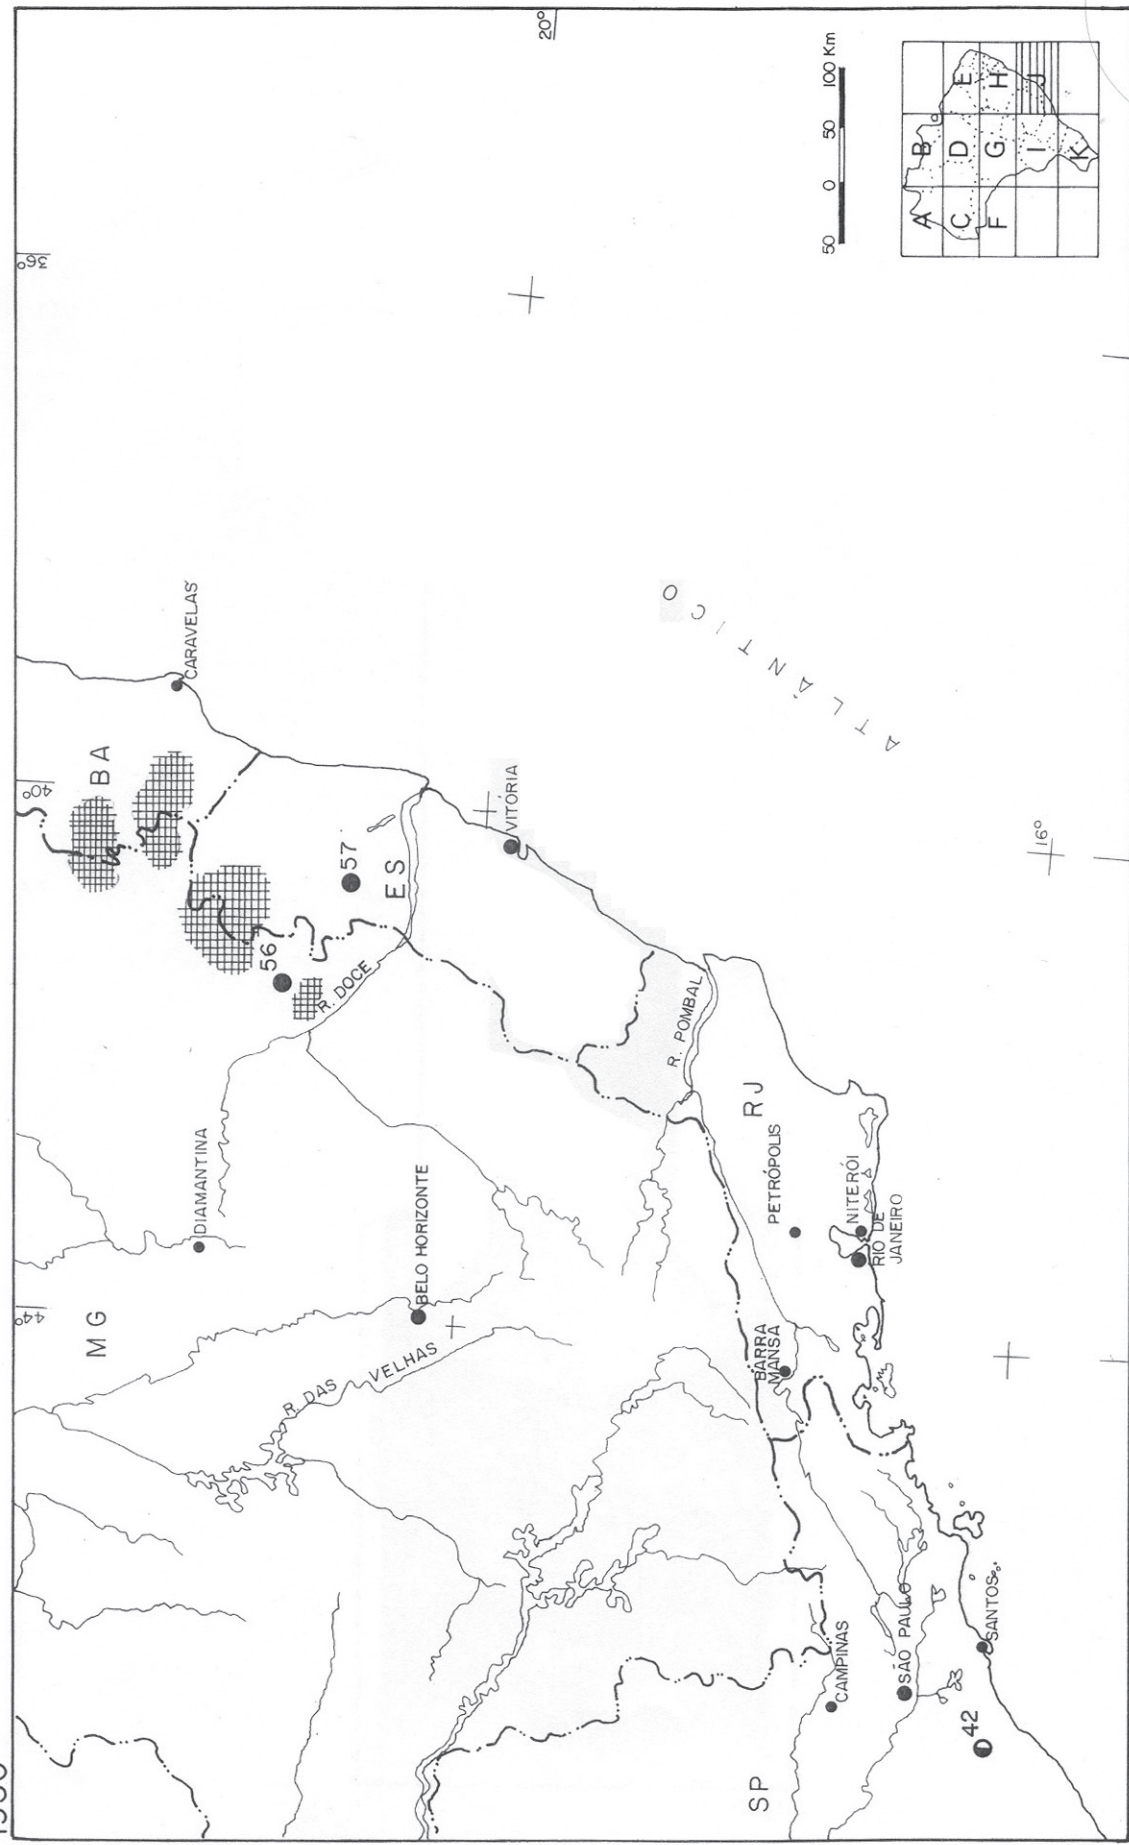 44°
40°
36°
MG
BA
CARAVELAS
DIAMANTINA
56
R. DAS VELHAS
R. DOCE
57
ES
BELO HORIZONTE
VITÓRIA
20°
ATLÂNTICO
R. POMBAL
RJ
SP
BARRA
MANSA
PETRÓPOLIS
50 0 50 100 Km
CAMPINAS
NITERÓI
RIO DE
JANEIRO
SÃO PAULO
A B
C D E
F G H
I J
K
42
SANTOS
16°